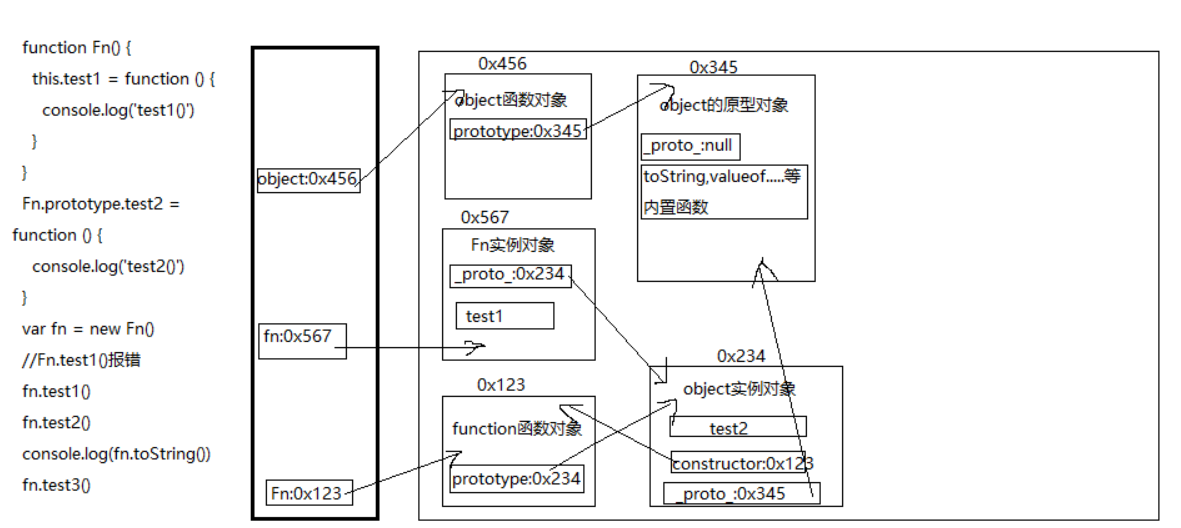 function Fn() {
this.test1 = function () {
console.log('test1()')
}
}
Fn.prototype.test2 =
function () {
console.log('test2()')
}
var fn = new Fn()
//Fn.test1()报错
fn.test1()
fn.test2()
console.log(fn.toString())
fn.test3()
object:0x456
fn:0x567
Fn:0x123
0x456
object函数对象
prototype:0x345
0x345
object的原型对象
_proto_:null
toString,valueof.....等
内置函数
0x567
Fn实例对象
_proto_:0x234
test1
0x123
function函数对象
prototype:0x234
0x234
object实例对象
test2
constructor:0x123
_proto_:0x345